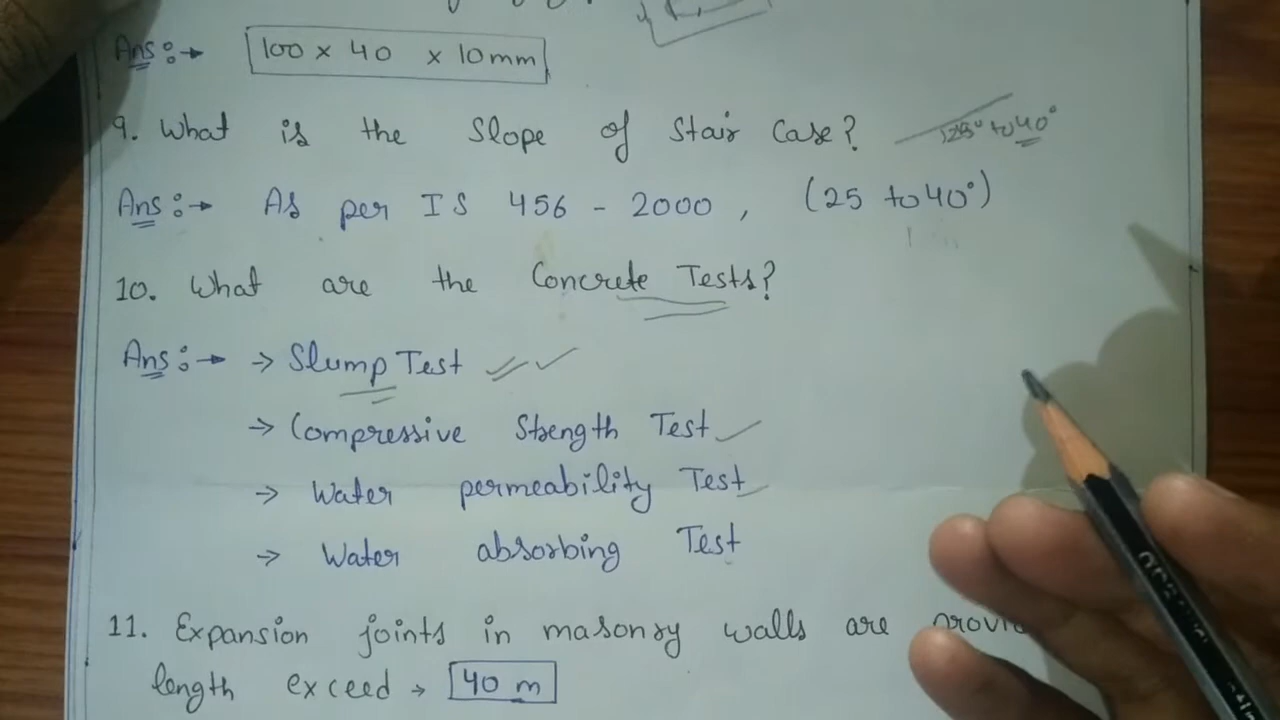 Ans :→ 100 x 40 x 10mm
9. What is the Slope of Stair Case? 25° to 40°
Ans :→ As per IS 456 - 2000, (25 to 40°)
10. What are the Concrete Tests?
Ans :→ → Slump Test
→ Compressive Strength Test
→ Water permeability Test
→ Water absorbing Test
11. Expansion joints in masonry walls are
length exceed → 40 m